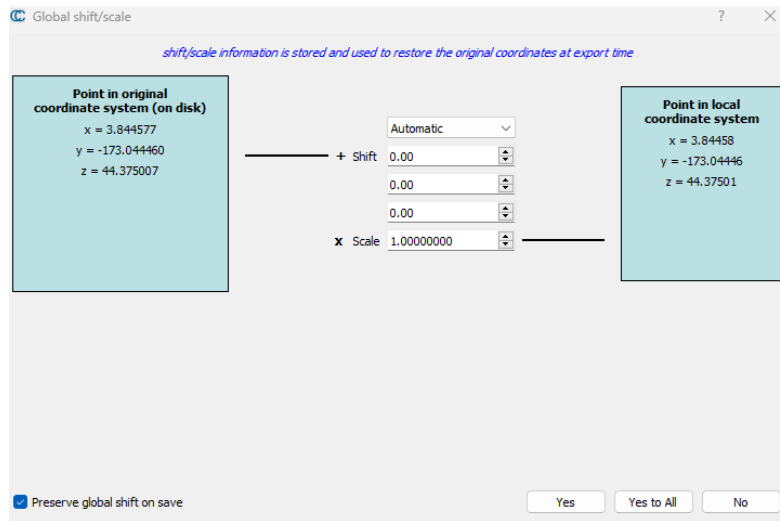 Global shift/scale
shift/scale information is stored and used to restore the original coordinates at export time
Point in original
coordinate system (on disk)
x = 3.844577
y = -173.044460
z = 44.375007
Automatic
+ Shift 0.00
0.00
0.00
x Scale 1.00000000
Point in local
coordinate system
x = 3.84458
y = -173.04446
z = 44.37501
Preserve global shift on save
Yes
Yes to All
No